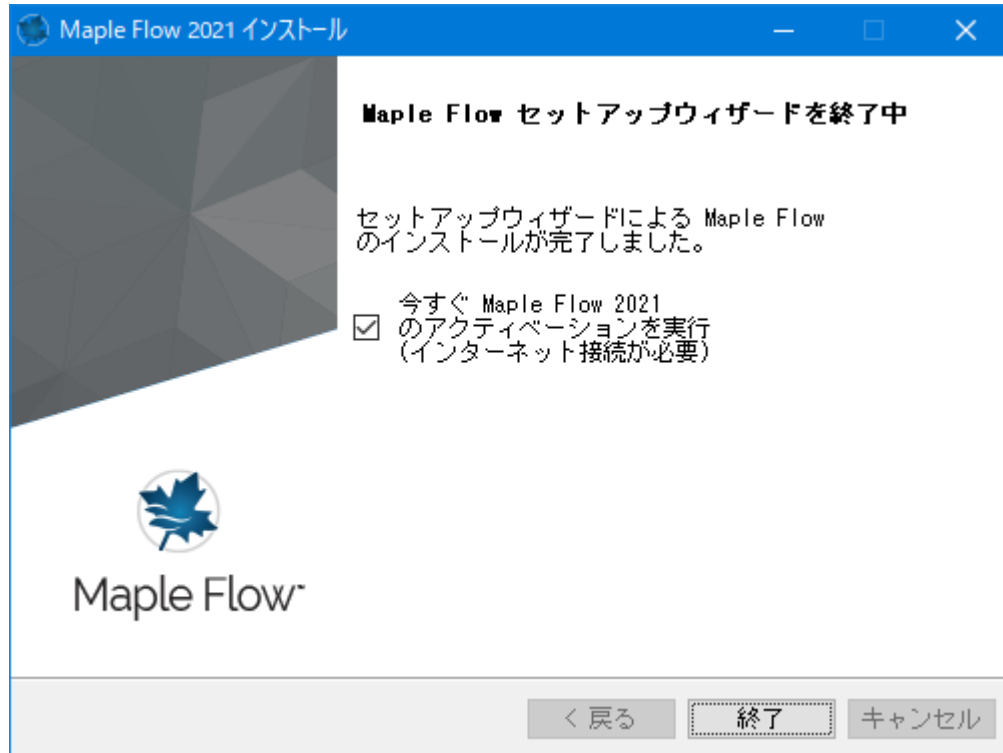 Maple Flow 2021 インストール
Maple Flow セットアップウィザードを終了中
セットアップウィザードによる Maple Flow
のインストールが完了しました。
今すぐ Maple Flow 2021
のアクティベーションを実行
(インターネット接続が必要)
Maple Flow™
< 戻る
終了
キャンセル